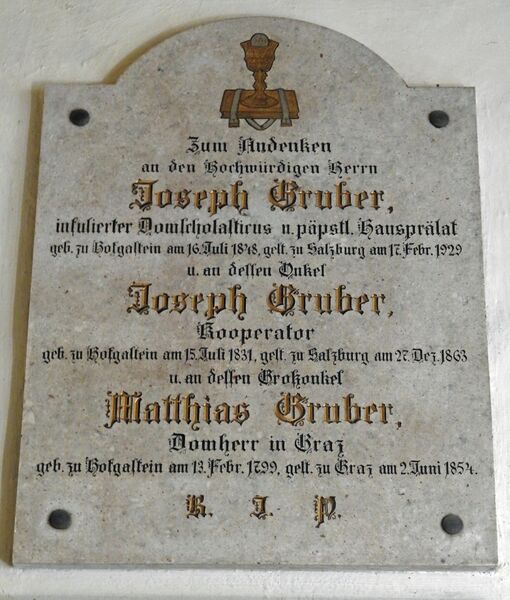 Zum Andenken
an den Hochwürdigen Herrn
Joseph Gruber,
infulierter Domscholasticus u. päpstl. Hausprälat
geb. zu Hofgastein am 16. Juli 1848, gest. zu Salzburg am 17. Febr. 1929
u. an dessen Onkel
Joseph Gruber,
Kooperator
geb. zu Hofgastein am 15. Juli 1831, gest. zu Salzburg am 27. Dez. 1863
u. an dessen Großonkel
Matthias Gruber,
Domherr in Graz
geb. zu Hofgastein am 13. Febr. 1799, gest. zu Graz am 2. Juni 1854.
R. I. P.